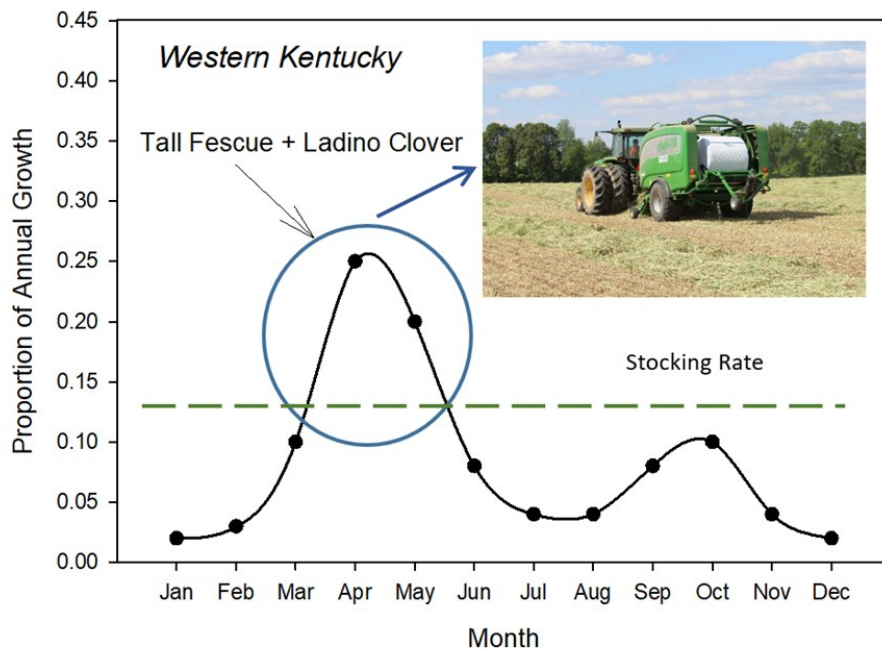 Western Kentucky
Tall Fescue + Ladino Clover
Stocking Rate
Proportion of Annual Growth
0.45
0.40
0.35
0.30
0.25
0.20
0.15
0.10
0.05
0.00
Jan Feb Mar Apr May Jun Jul Aug Sep Oct Nov Dec
Month